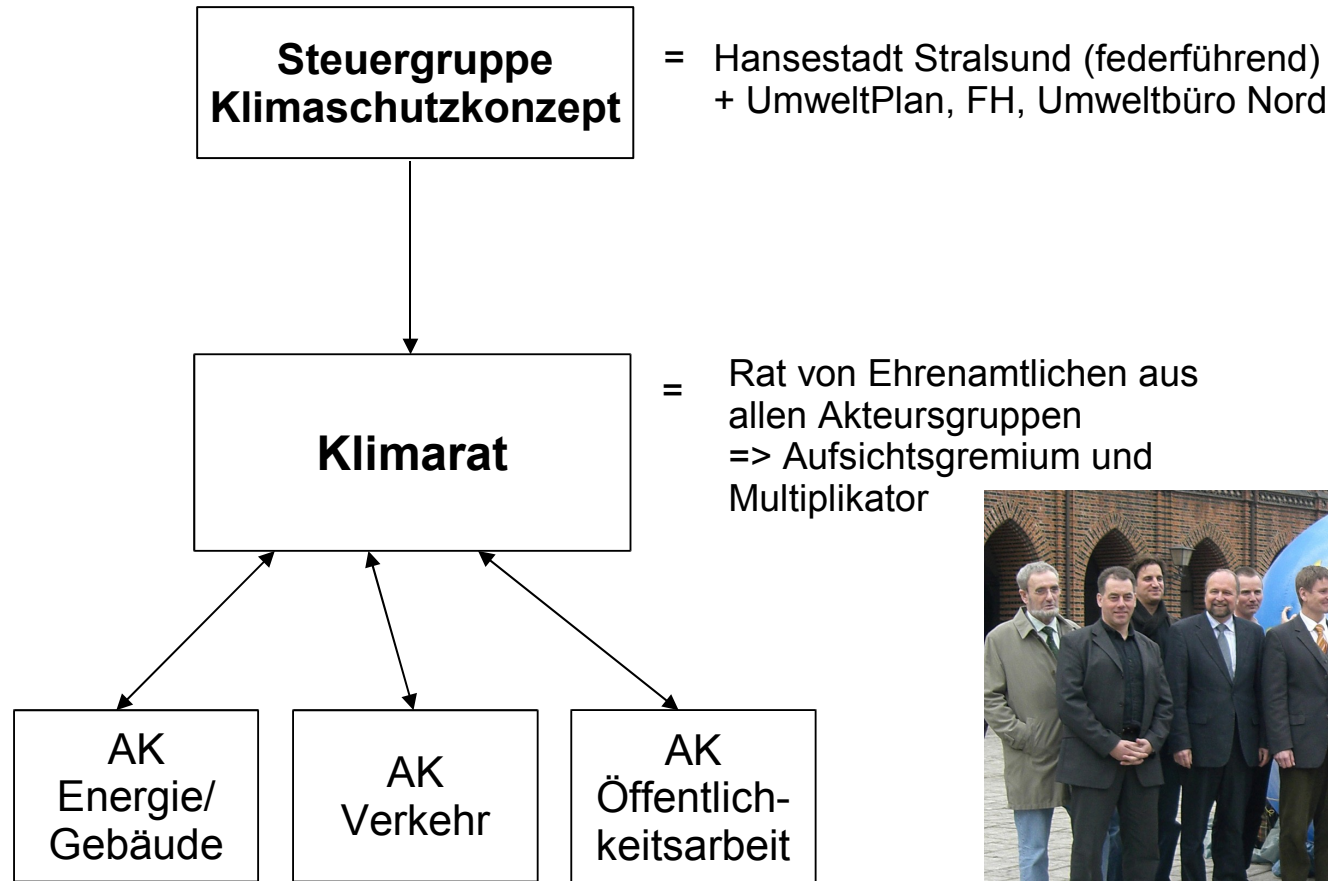 Steuergruppe
Klimaschutzkonzept
= Hansestadt Stralsund (federführend)
+ UmweltPlan, FH, Umweltbüro Nord
Klimarat
= Rat von Ehrenamtlichen aus
allen Akteursgruppen
=> Aufsichtsgremium und
Multiplikator
AK
Energie/
Gebäude
AK
Verkehr
AK
Öffentlich-
keitsarbeit